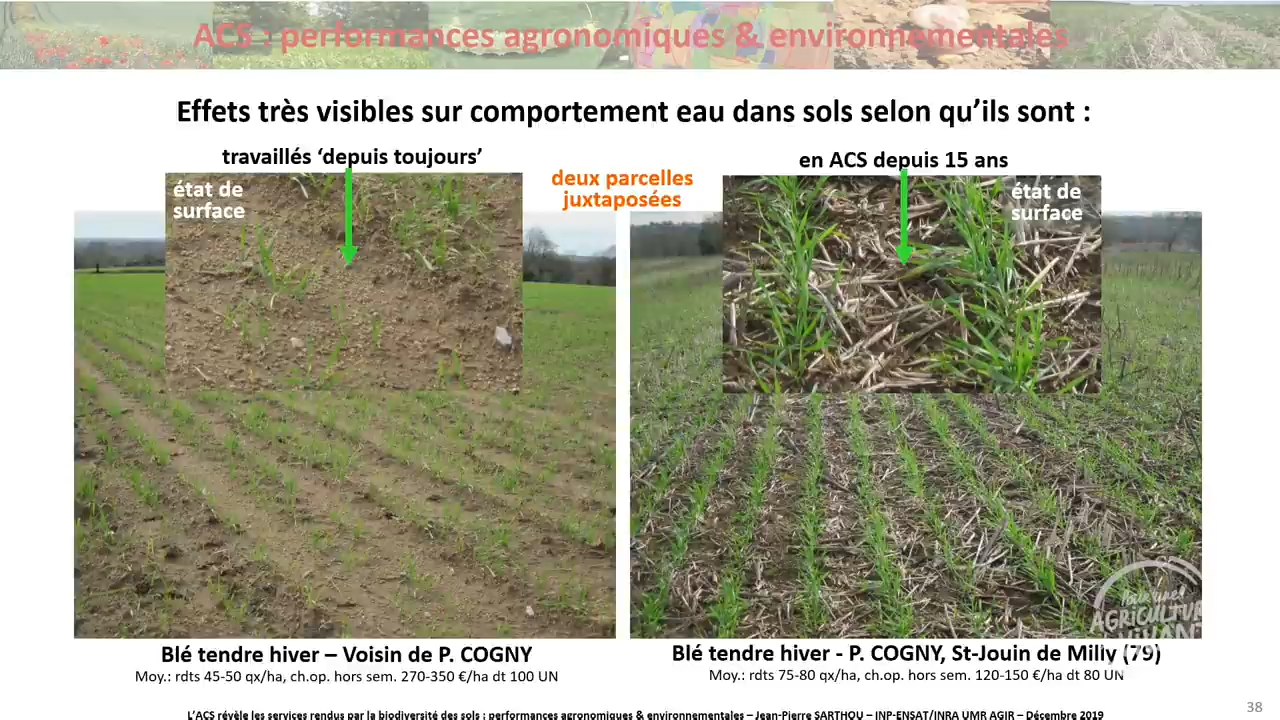 ACS : performances agronomiques & environnementales
Effets très visibles sur comportement eau dans sols selon qu’ils sont :
travaillés ‘depuis toujours’
en ACS depuis 15 ans
deux parcelles
juxtaposées
état de
surface
état de
surface
Pour une
AGRICULTURE
VIVANT
Blé tendre hiver – Voisin de P. COGNY
Moy.: rdts 45-50 qx/ha, ch.op. hors sem. 270-350 €/ha dt 100 UN
Blé tendre hiver - P. COGNY, St-Jouin de Milly (79)
Moy.: rdts 75-80 qx/ha, ch.op. hors sem. 120-150 €/ha dt 80 UN
L’ACS révèle les services rendus par la biodiversité des sols : performances agronomiques & environnementales – Jean-Pierre SARTHOU – INP-ENSAT/INRA UMR AGIR – Décembre 2019
38